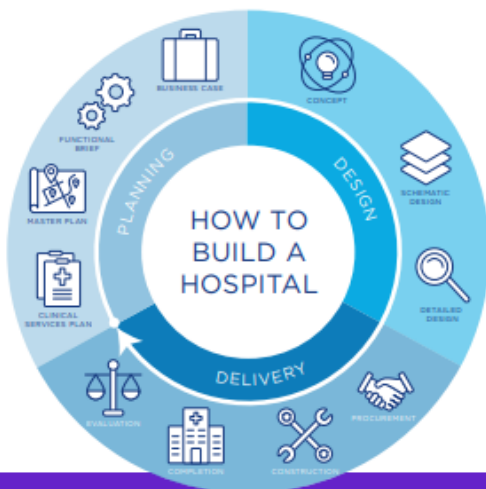 HOW TO
BUILD A
HOSPITAL
PLANNING
DESIGN
DELIVERY
CLINICAL
SERVICES PLAN
MASTER PLAN
FUNCTIONAL
BRIEF
BUSINESS CASE
CONCEPT
SCHEMATIC
DESIGN
DETAILED
DESIGN
PROCUREMENT
CONSTRUCTION
COMPLETION
EVALUATION